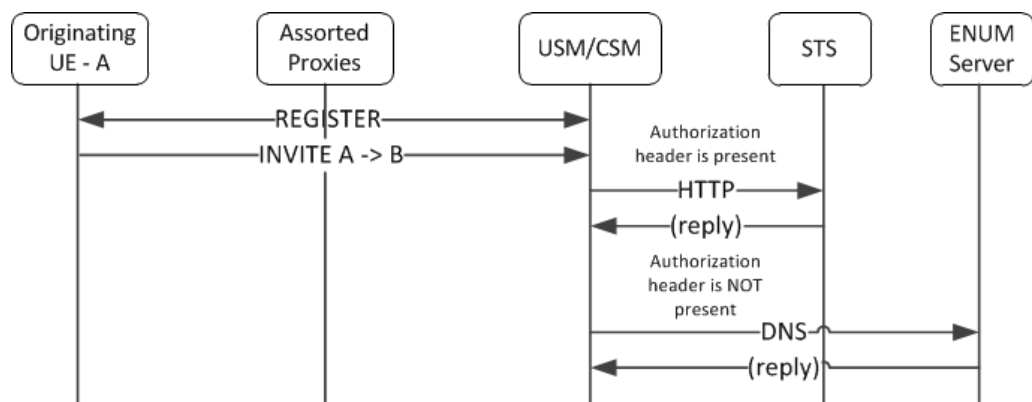 Originating
UE - A
Assorted
Proxies
USM/CSM
STS
ENUM
Server
REGISTER
INVITE A -> B
Authorization
header is present
HTTP
(reply)
Authorization
header is NOT
present
DNS
(reply)